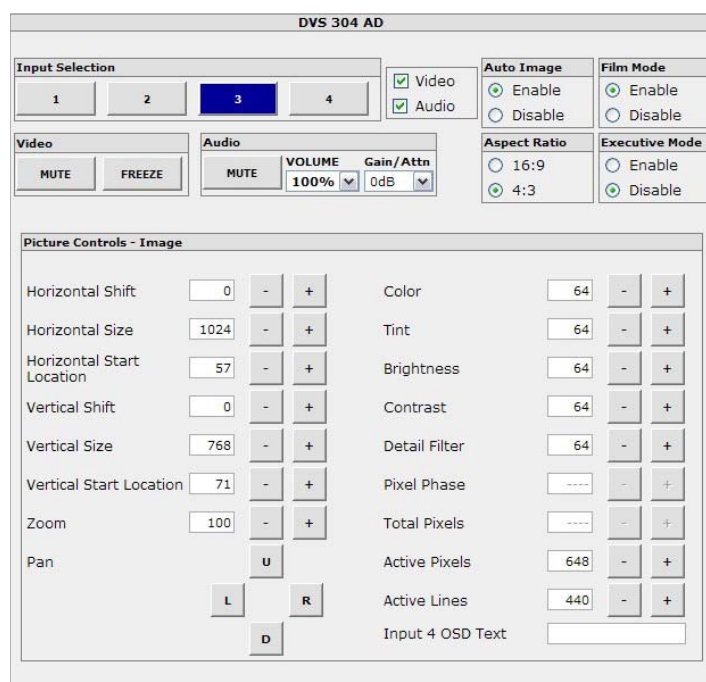 DVS 304 AD
Input Selection
1 2 3 4
Video
Audio
Auto Image
Enable
Disable
Film Mode
Enable
Disable
Video
MUTE FREEZE
Audio
MUTE
VOLUME
100%
Gain/Attn
0dB
Aspect Ratio
16:9
4:3
Executive Mode
Enable
Disable
Picture Controls - Image
Horizontal Shift 0 - +
Horizontal Size 1024 - +
Horizontal Start
Location 57 - +
Vertical Shift 0 - +
Vertical Size 768 - +
Vertical Start Location 71 - +
Zoom 100 - +
Pan U
L R
D
Color 64 - +
Tint 64 - +
Brightness 64 - +
Contrast 64 - +
Detail Filter 64 - +
Pixel Phase ---- - +
Total Pixels ---- - +
Active Pixels 648 - +
Active Lines 440 - +
Input 4 OSD Text